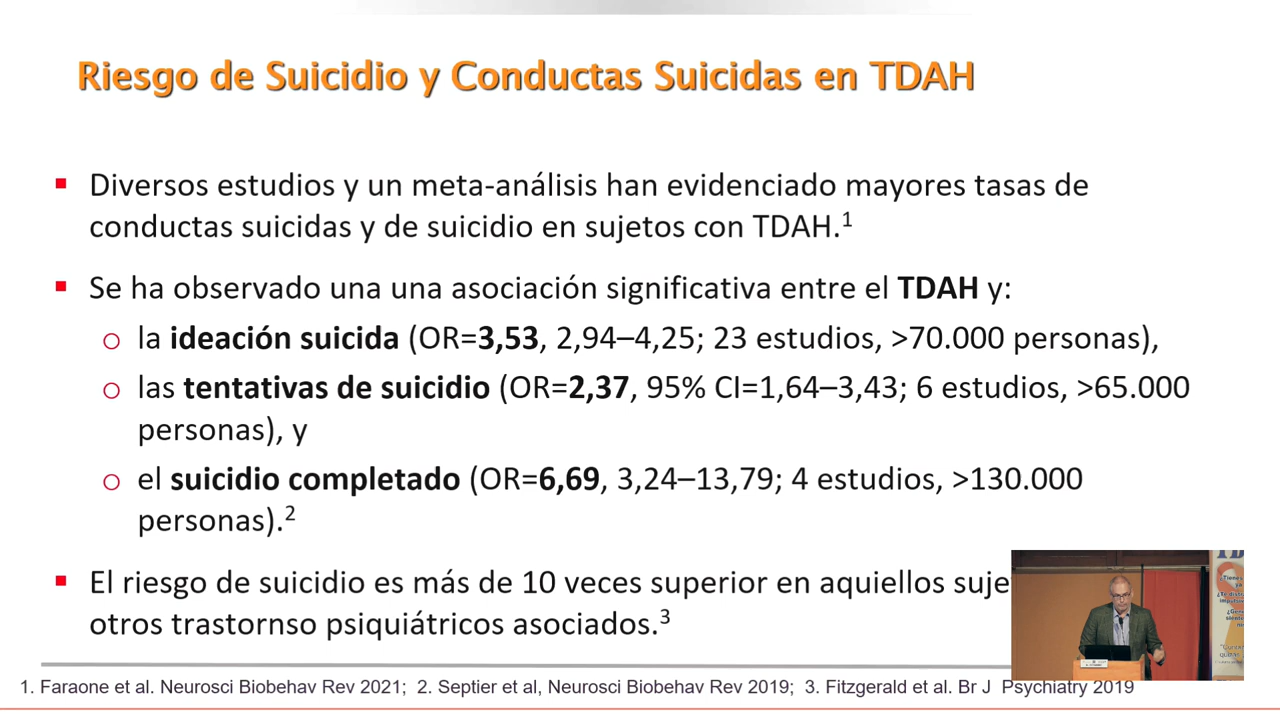 Riesgo de Suicidio y Conductas Suicidas en TDAH
▪ Diversos estudios y un meta-análisis han evidenciado mayores tasas de
conductas suicidas y de suicidio en sujetos con TDAH.1
▪ Se ha observado una una asociación significativa entre el TDAH y:
o la ideación suicida (OR=3,53, 2,94–4,25; 23 estudios, >70.000 personas),
o las tentativas de suicidio (OR=2,37, 95% CI=1,64–3,43; 6 estudios, >65.000
personas), y
o el suicidio completado (OR=6,69, 3,24–13,79; 4 estudios, >130.000
personas).2
▪ El riesgo de suicidio es más de 10 veces superior en aquiellos suje
otros trastornso psiquiátricos asociados.3
1. Faraone et al. Neurosci Biobehav Rev 2021; 2. Septier et al, Neurosci Biobehav Rev 2019; 3. Fitzgerald et al. Br J Psychiatry 2019